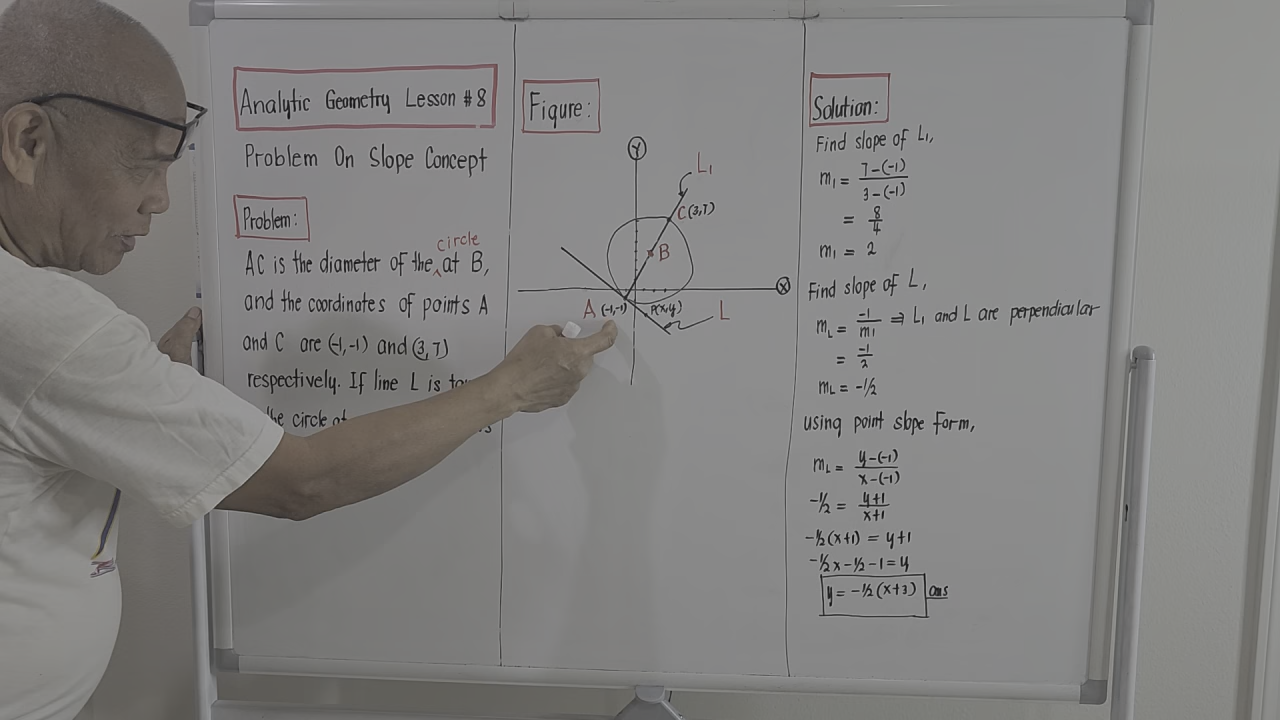 Analytic Geometry Lesson #8
Problem On Slope Concept
Problem:
circle
AC is the diameter of the ^ at B,
and the coordinates of points A
and C are (-1,-1) and (3,7)
respectively. If line L is
the circle
Figure:
Y
L₁
C (3,7)
B
X
A (-1,-1)
P(x,y)
L
Solution:
Find slope of L₁,
m₁ = 7-(-1) / 3-(-1)
= 8/4
m₁ = 2
Find slope of L,
m_L = -1/m₁ ⇒ L₁ and L are perpendicular
= -1/2
m_L = -1/2
using point slope form,
m_L = y-(-1) / x-(-1)
-1/2 = y+1 / x+1
-1/2(x+1) = y+1
-1/2x-1/2-1=y
y = -1/2(x+3) ans